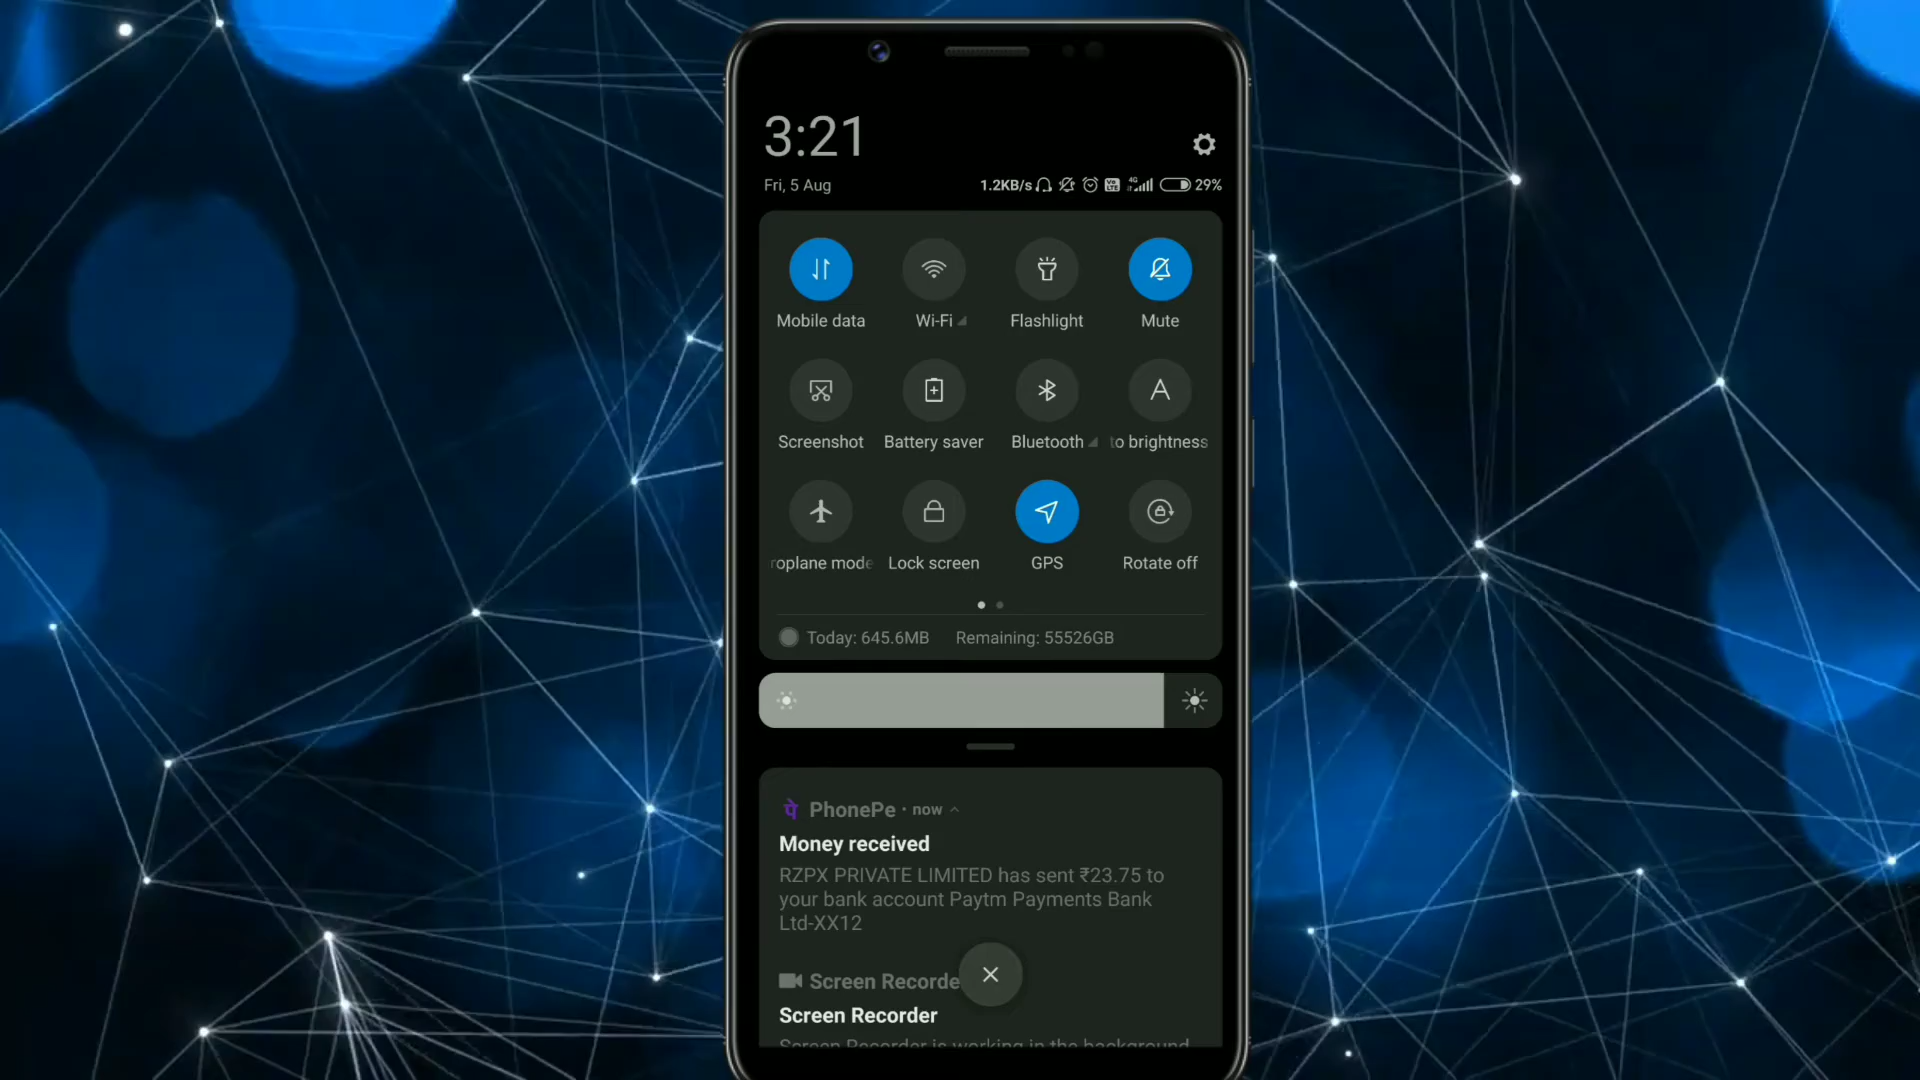 3:21
Fri, 5 Aug
1.2KB/s 4G 29%
Mobile data
Wi-Fi
Flashlight
Mute
Screenshot
Battery saver
Bluetooth
A
to brightness
roplane mode
Lock screen
GPS
Rotate off
Today: 645.6MB Remaining: 55526GB
पे PhonePe · now
Money received
RZPX PRIVATE LIMITED has sent ₹23.75 to
your bank account Paytm Payments Bank
Ltd-XX12
Screen Recorde
Screen Recorder
Screen Recorder is working in the background